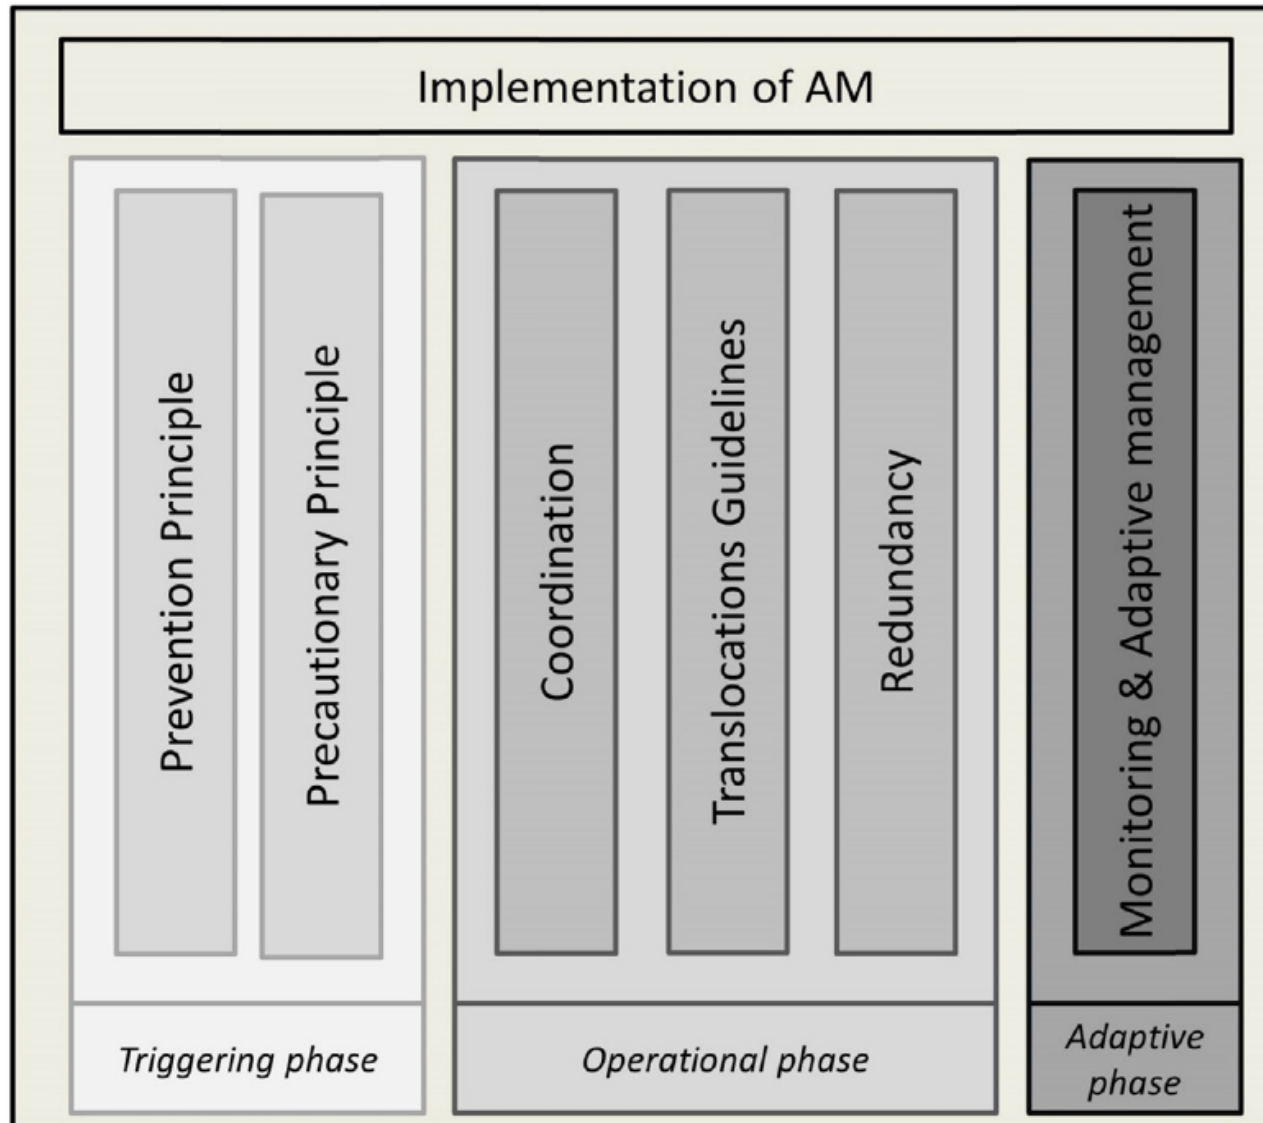 Implementation of AM
Prevention Principle
Precautionary Principle
Coordination
Translocations Guidelines
Redundancy
Monitoring & Adaptive management
Triggering phase
Operational phase
Adaptive
phase